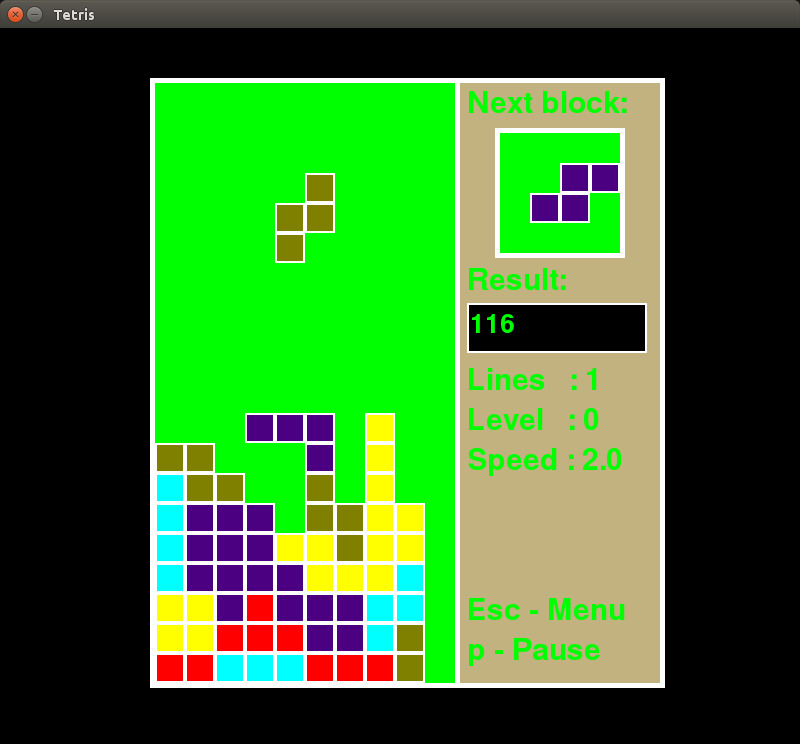 Tetris
Next block:
Result:
116
Lines : 1
Level : 0
Speed : 2.0
Esc - Menu
p - Pause